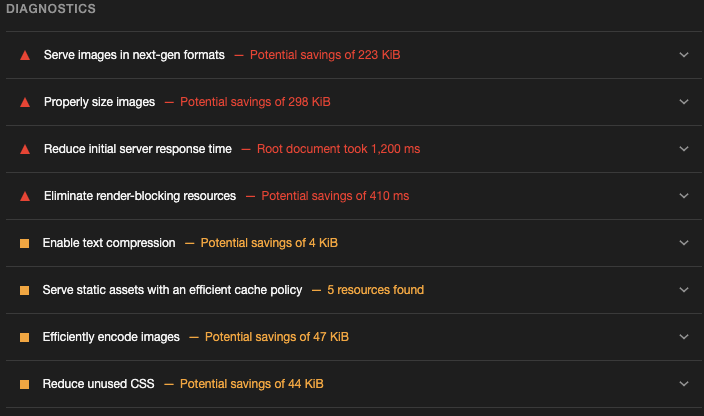 DIAGNOSTICS
Serve images in next-gen formats — Potential savings of 223 KiB
Properly size images — Potential savings of 298 KiB
Reduce initial server response time — Root document took 1,200 ms
Eliminate render-blocking resources — Potential savings of 410 ms
Enable text compression — Potential savings of 4 KiB
Serve static assets with an efficient cache policy — 5 resources found
Efficiently encode images — Potential savings of 47 KiB
Reduce unused CSS — Potential savings of 44 KiB